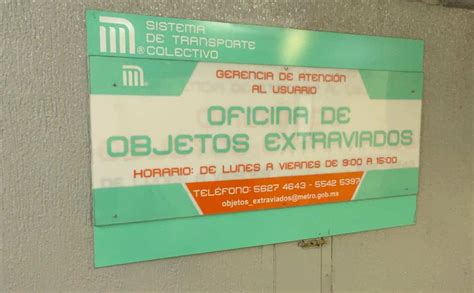 SISTEMA
DE TRANSPORTE
COLECTIVO
GERENCIA DE ATENCIÓN
AL USUARIO
OFICINA DE
OBJETOS EXTRAVIADOS
HORARIO: DE LUNES A VIERNES DE 9:00 A 15:00
TELÉFONO: 5627 4643 - 5542 5397
objetos_extraviados@metro.gob.mx